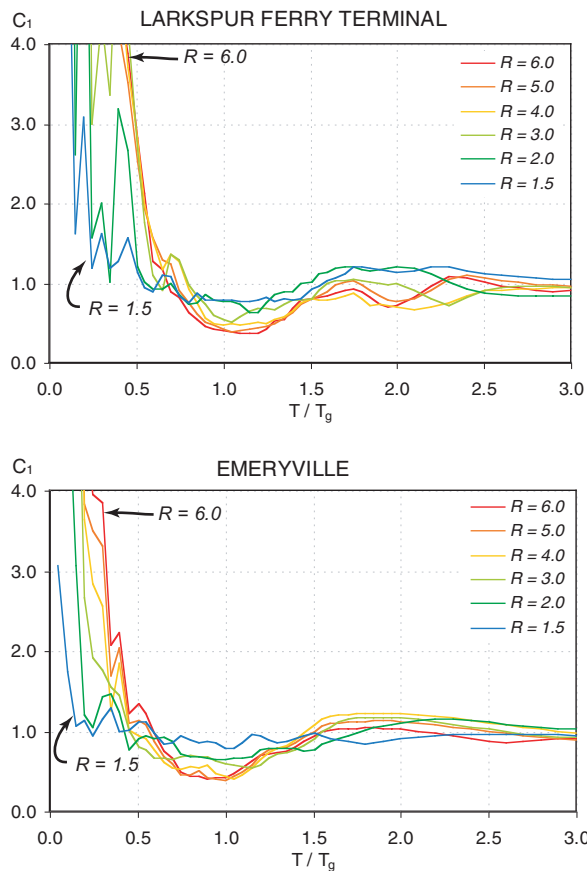 LARKSPUR FERRY TERMINAL
C1
4.0
3.0
2.0
1.0
0.0
R = 6.0
R = 1.5
R = 6.0
R = 5.0
R = 4.0
R = 3.0
R = 2.0
R = 1.5
0.0 0.5 1.0 1.5 2.0 2.5 3.0
T / Tg
EMERYVILLE
C1
4.0
3.0
2.0
1.0
0.0
R = 6.0
R = 1.5
R = 6.0
R = 5.0
R = 4.0
R = 3.0
R = 2.0
R = 1.5
0.0 0.5 1.0 1.5 2.0 2.5 3.0
T / Tg